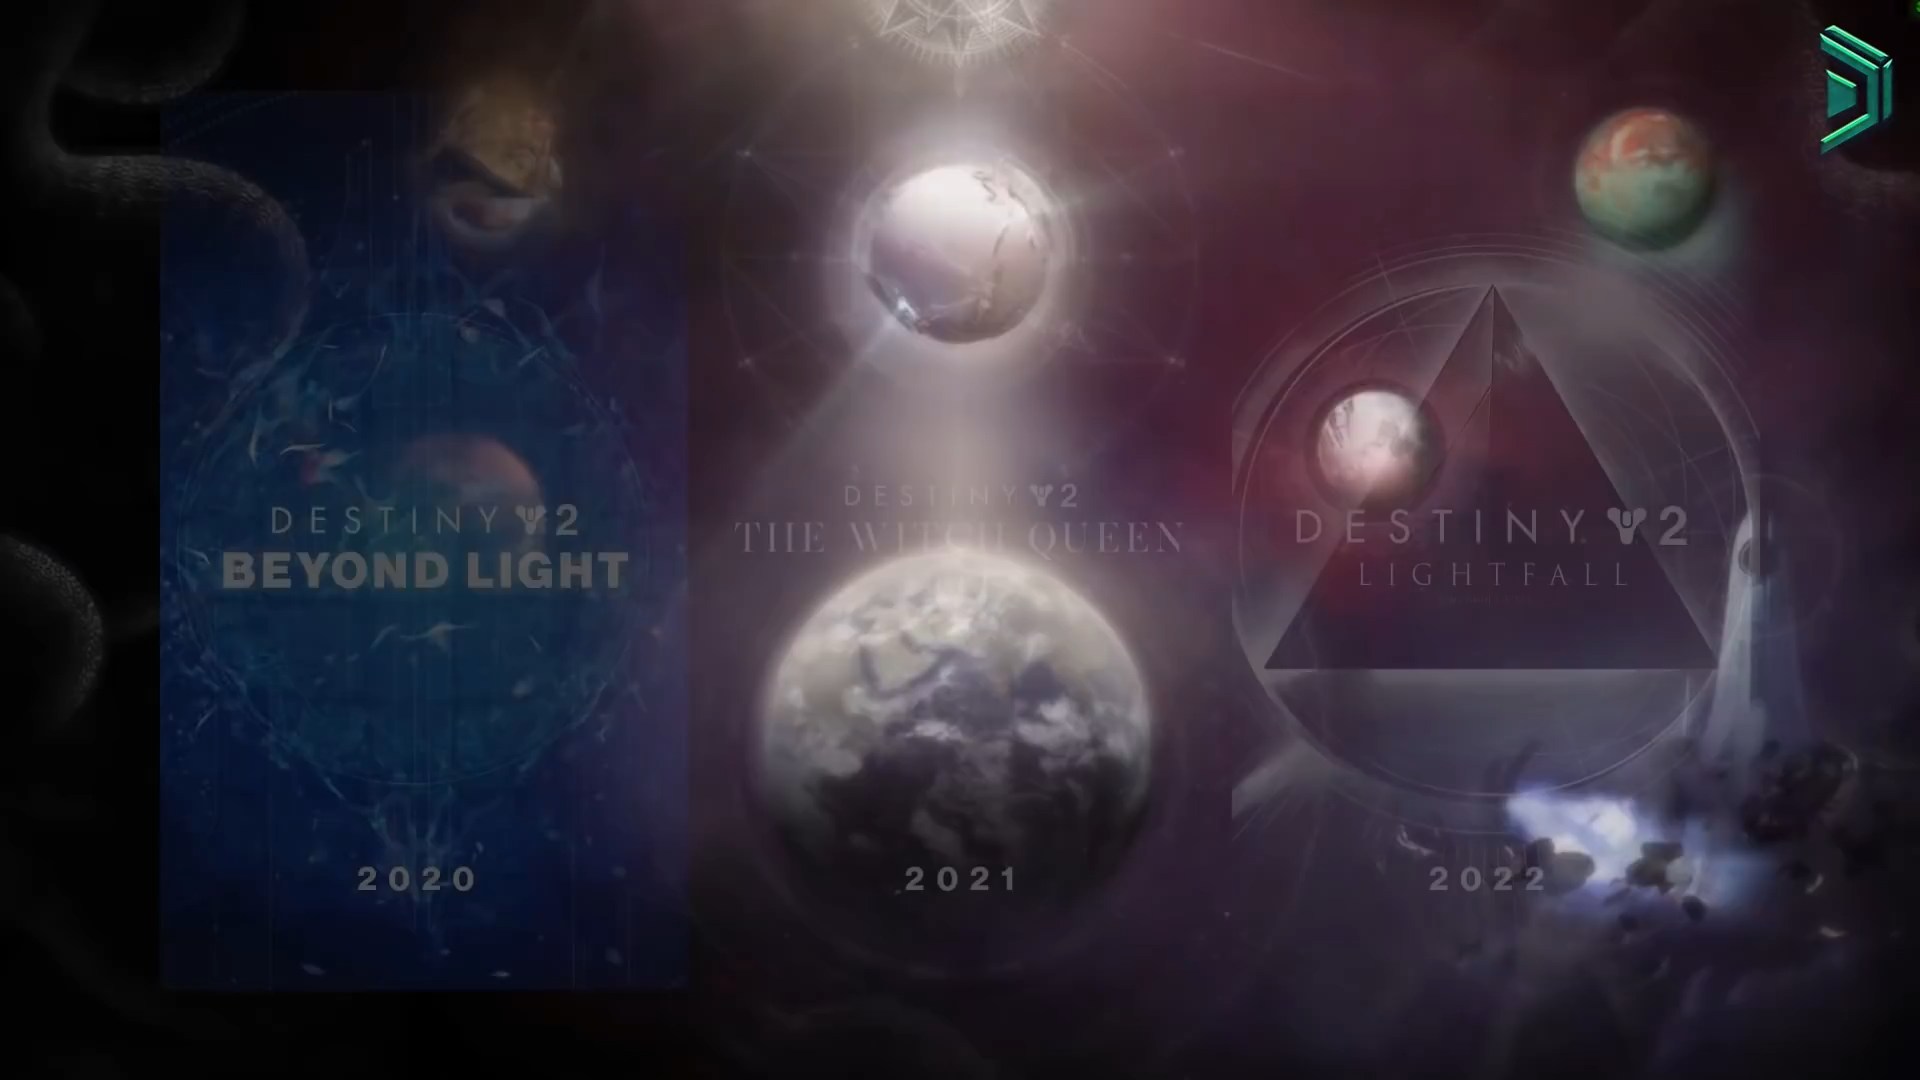 DESTINY 2
BEYOND LIGHT
2020
DESTINY 2
THE WITCH QUEEN
2021
DESTINY 2
LIGHTFALL
2022